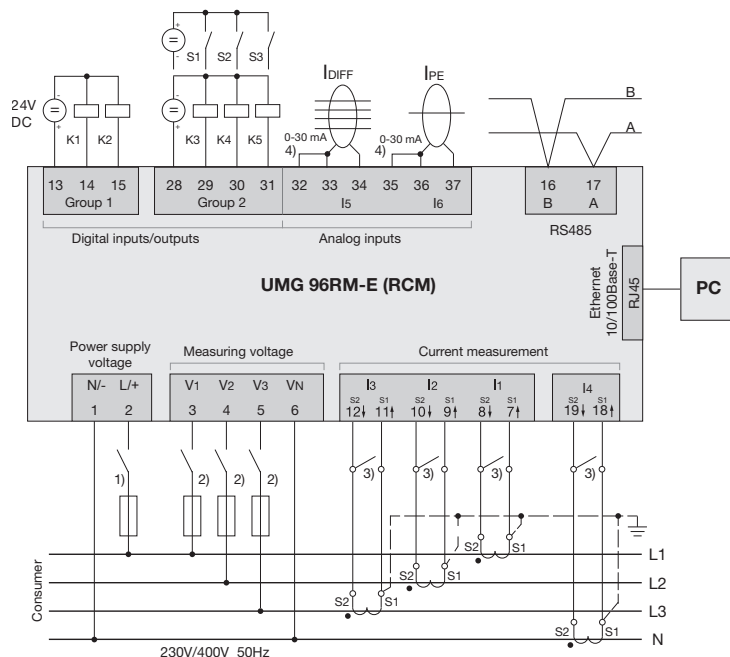 S1 S2 S3
IDIFF IPE
24V
DC
K1 K2 K3 K4 K5
0-30 mA 0-30 mA
4) 4)
B
A
13 14 15 28 29 30 31 32 33 34 35 36 37 16 17
Group 1 Group 2 I5 I6 B A
Digital inputs/outputs Analog inputs RS485
UMG 96RM-E (RCM)
Ethernet
10/100Base-T
RJ45
PC
Power supply
voltage
Measuring voltage
Current measurement
N/- L/+ V1 V2 V3 VN I3 I2 I1 I4
S2 S1 S2 S1 S2 S1 S2 S1
1 2 3 4 5 6 12 11 10 9 8 7 19 18
1) 2) 2) 2) 3) 3) 3) 3)
Consumer
S2 S1 L1
S2 S1 L2
S2 S1 L3
S2 S1 N
230V/400V 50Hz